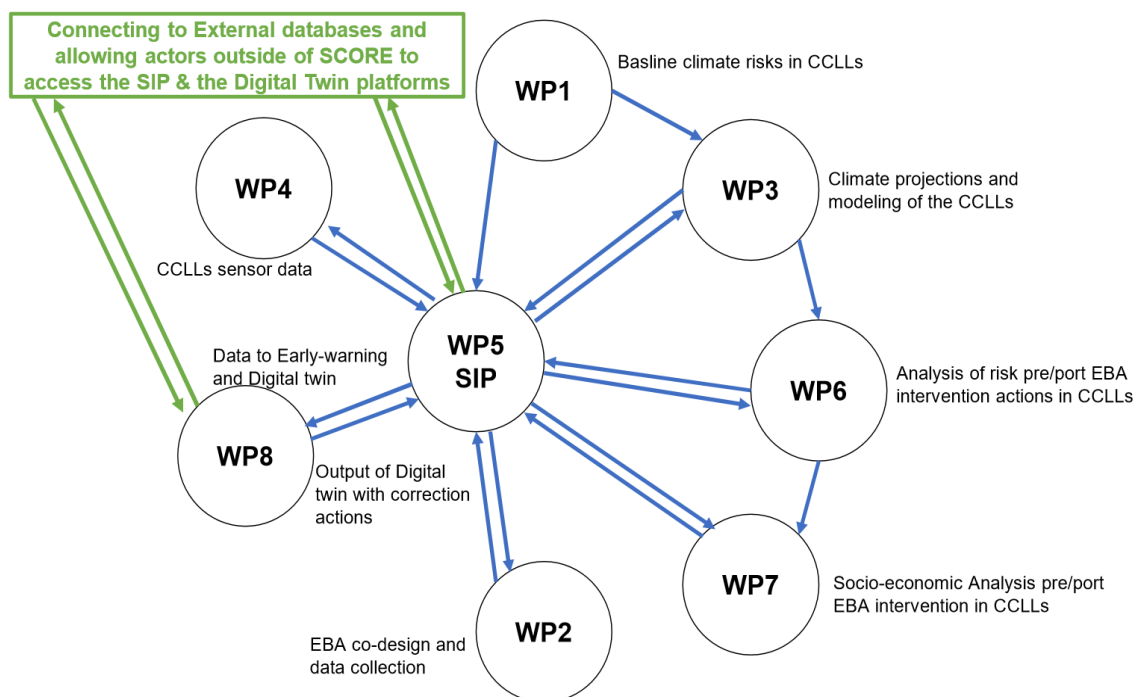 Connecting to External databases and
allowing actors outside of SCORE to
access the SIP & the Digital Twin platforms
WP1
Basline climate risks in CCLLs
WP4
CCLLs sensor data
WP3
Climate projections and
modeling of the CCLLs
WP5
SIP
Data to Early-warning
and Digital twin
WP6
Analysis of risk pre/port EBA
intervention actions in CCLLs
WP8
Output of Digital
twin with correction
actions
WP7
Socio-economic Analysis pre/port
EBA intervention in CCLLs
WP2
EBA co-design and
data collection